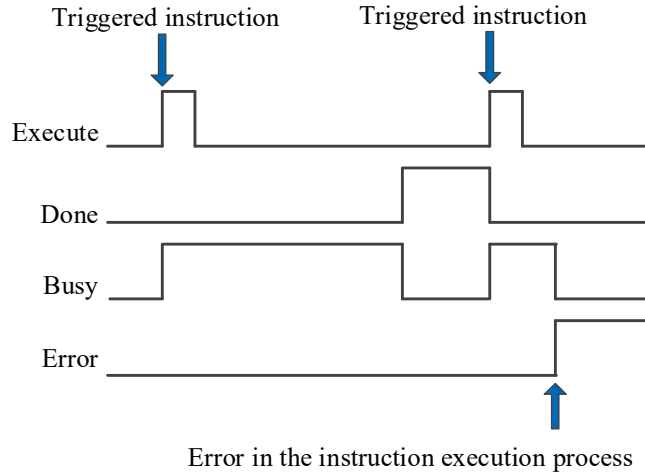 Triggered instruction
Triggered instruction
Execute
Done
Busy
Error
Error in the instruction execution process